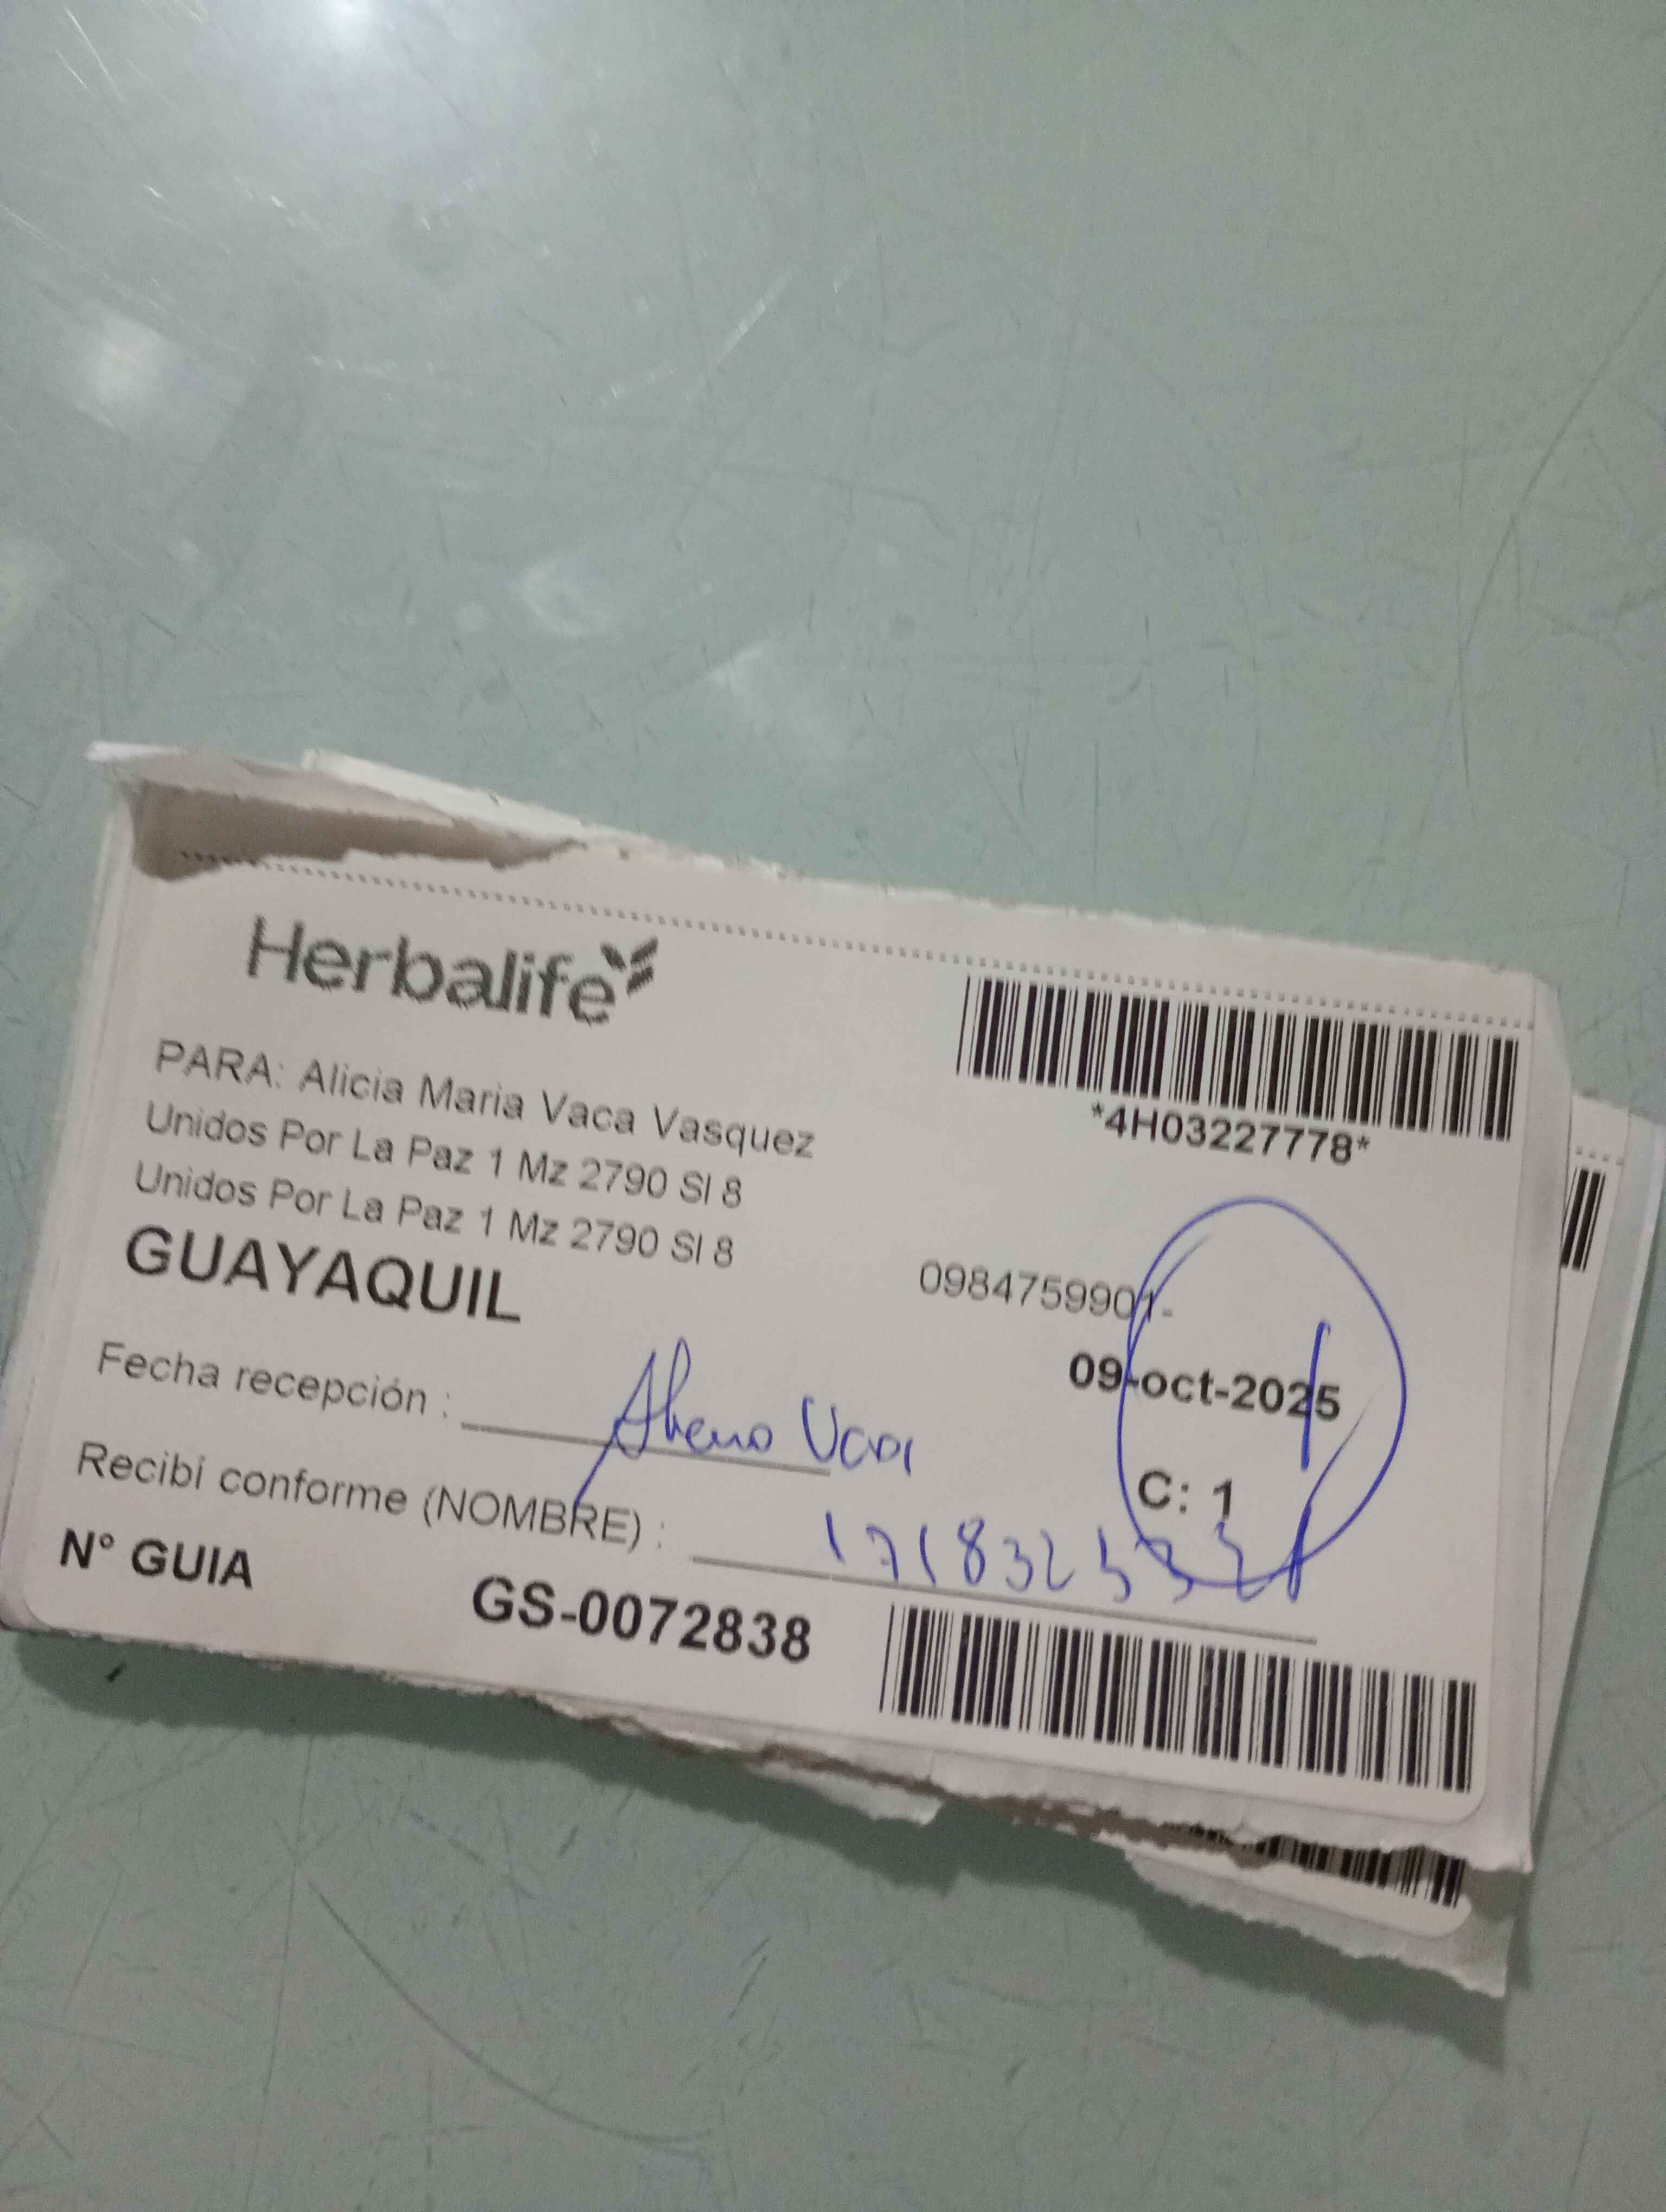 Herbalife
*4H03227778*
PARA: Alicia Maria Vaca Vasquez
Unidos Por La Paz 1 Mz 2790 Sl 8
Unidos Por La Paz 1 Mz 2790 Sl 8
GUAYAQUIL
0984759901-
09-oct-2025
Fecha recepción :
C: 1
Recibí conforme (NOMBRE) :
N° GUIA
GS-0072838